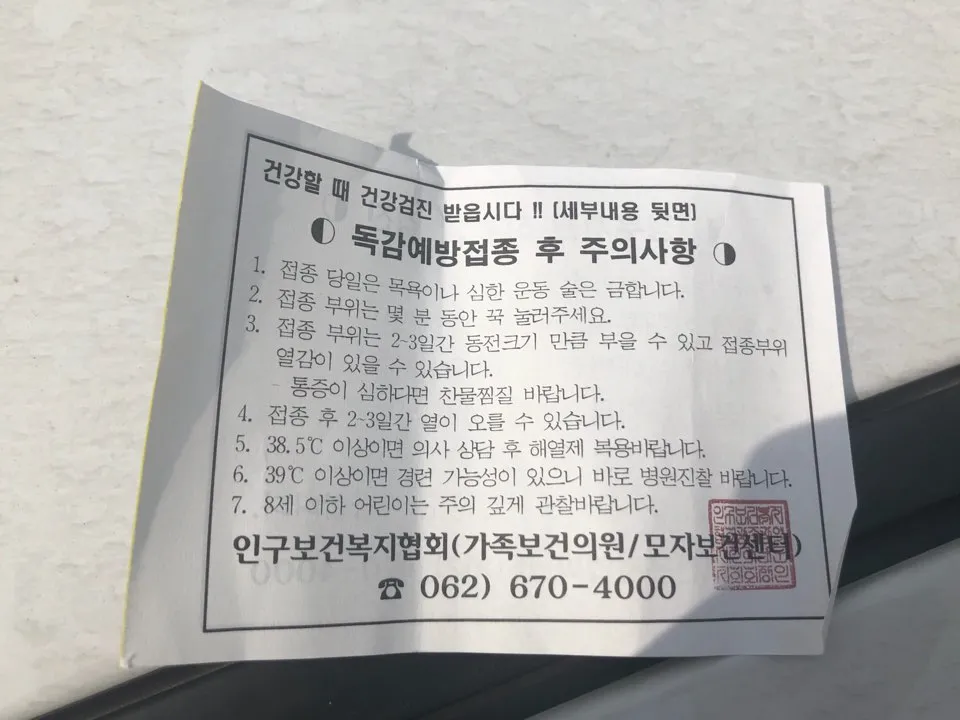 건강할 때 건강검진 받읍시다 !! (세부내용 뒷면)
◐ 독감예방접종 후 주의사항 ◑
1. 접종 당일은 목욕이나 심한 운동 술은 금합니다.
2. 접종 부위는 몇 분 동안 꾹 눌러주세요.
3. 접종 부위는 2-3일간 동전크기 만큼 부을 수 있고 접종부위
열감이 있을 수 있습니다.
- 통증이 심하다면 찬물찜질 바랍니다.
4. 접종 후 2-3일간 열이 오를 수 있습니다.
5. 38.5℃ 이상이면 의사 상담 후 해열제 복용바랍니다.
6. 39℃ 이상이면 경련 가능성이 있으니 바로 병원진찰 바랍니다.
7. 8세 이하 어린이는 주의 깊게 관찰바랍니다.
인구보건복지협회(가족보건의원/모자보건센터)
☎ 062) 670-4000